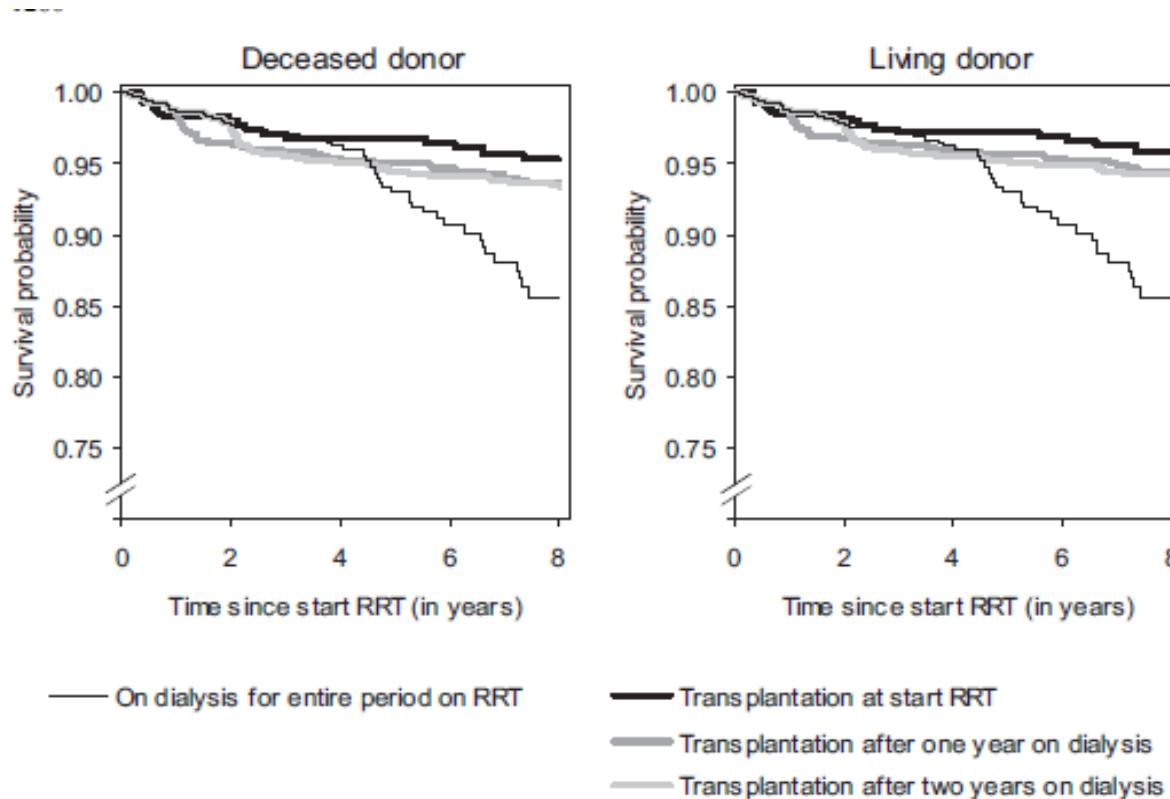 Deceased donor
Survival probability
1.00
0.95
0.90
0.85
0.80
0.75
0 2 4 6 8
Time since start RRT (in years)
Living donor
Survival probability
1.00
0.95
0.90
0.85
0.80
0.75
0 2 4 6 8
Time since start RRT (in years)
On dialysis for entire period on RRT
Transplantation at start RRT
Transplantation after one year on dialysis
Transplantation after two years on dialysis